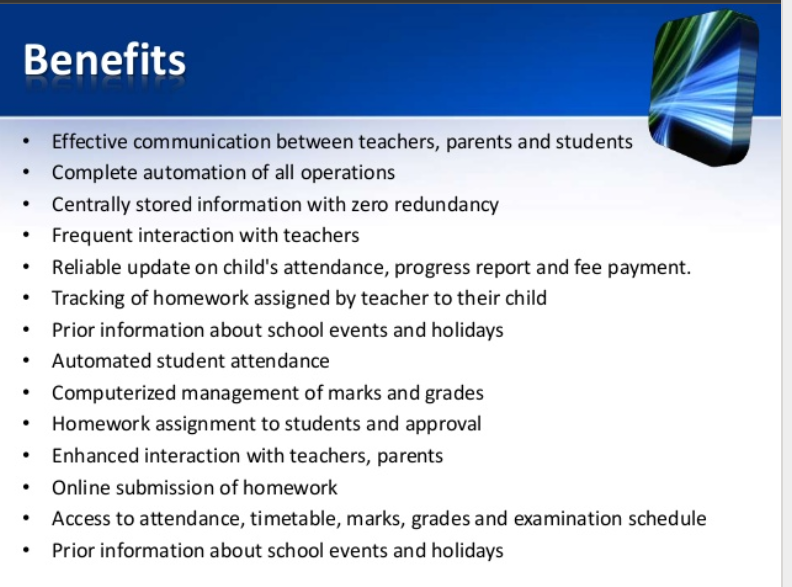 Benefits
• Effective communication between teachers, parents and students
• Complete automation of all operations
• Centrally stored information with zero redundancy
• Frequent interaction with teachers
• Reliable update on child's attendance, progress report and fee payment.
• Tracking of homework assigned by teacher to their child
• Prior information about school events and holidays
• Automated student attendance
• Computerized management of marks and grades
• Homework assignment to students and approval
• Enhanced interaction with teachers, parents
• Online submission of homework
• Access to attendance, timetable, marks, grades and examination schedule
• Prior information about school events and holidays